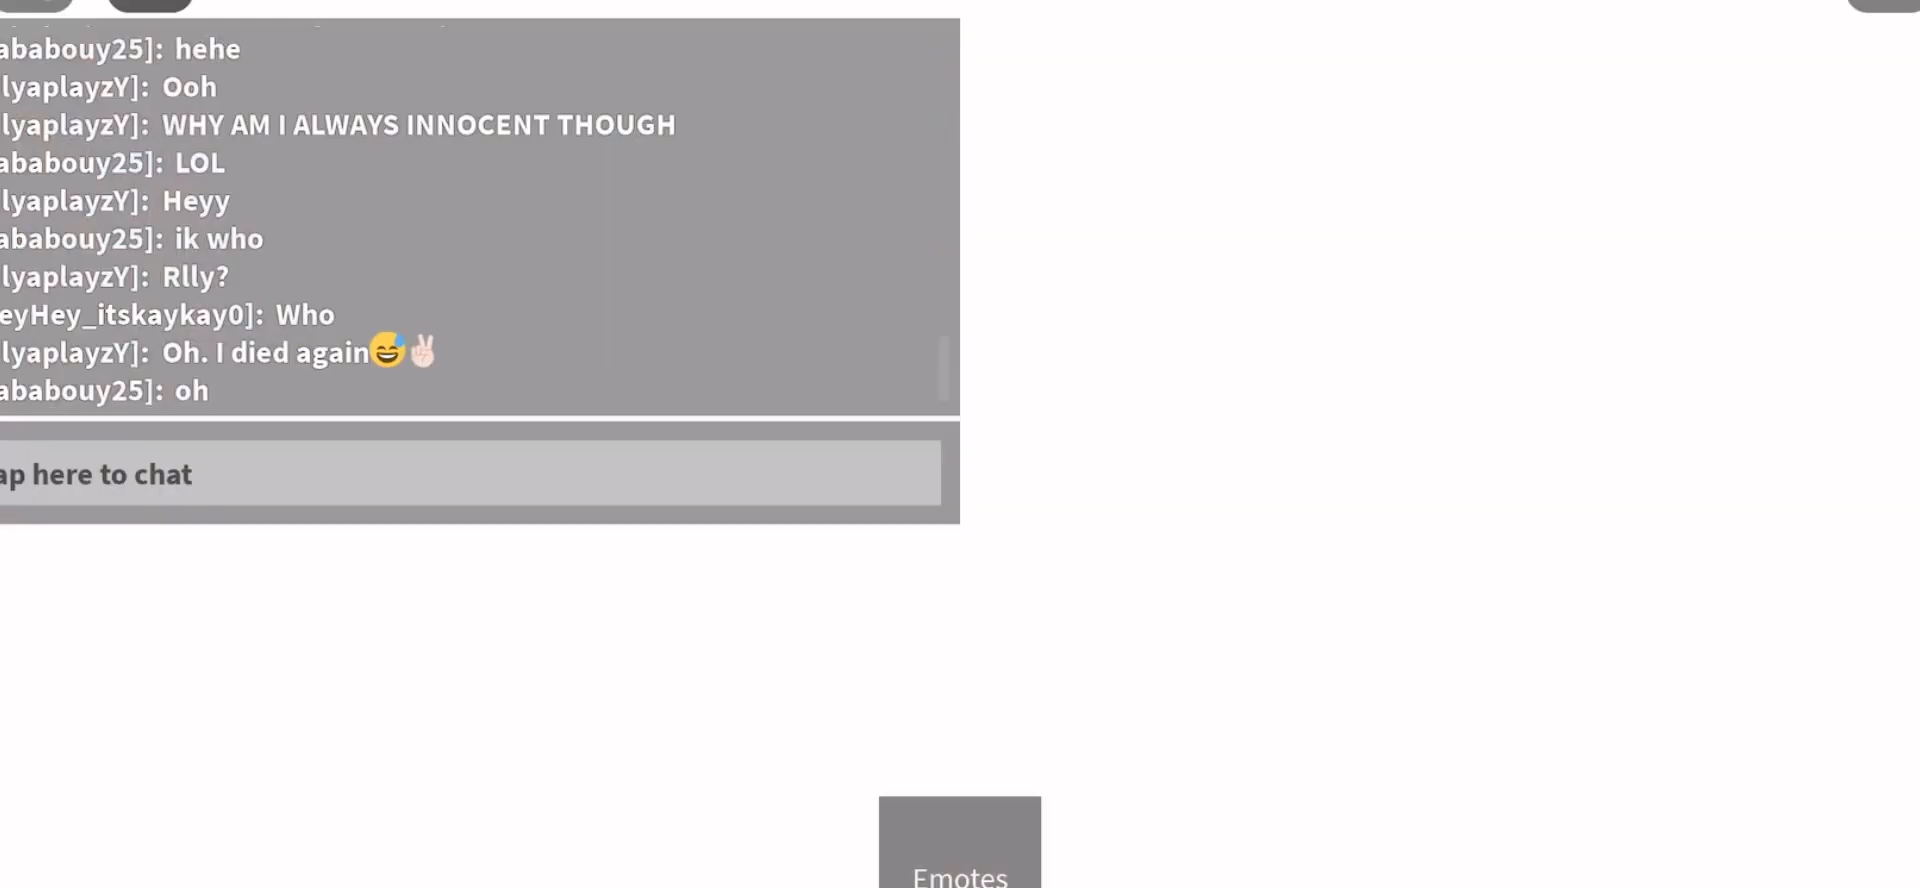 ababouy25]: hehe
lyaplayzY]: Ooh
lyaplayzY]: WHY AM I ALWAYS INNOCENT THOUGH
ababouy25]: LOL
lyaplayzY]: Heyy
ababouy25]: ik who
lyaplayzY]: Rlly?
eyHey_itskaykay0]: Who
lyaplayzY]: Oh. I died again😅✌🏻
ababouy25]: oh
ap here to chat
Emotes